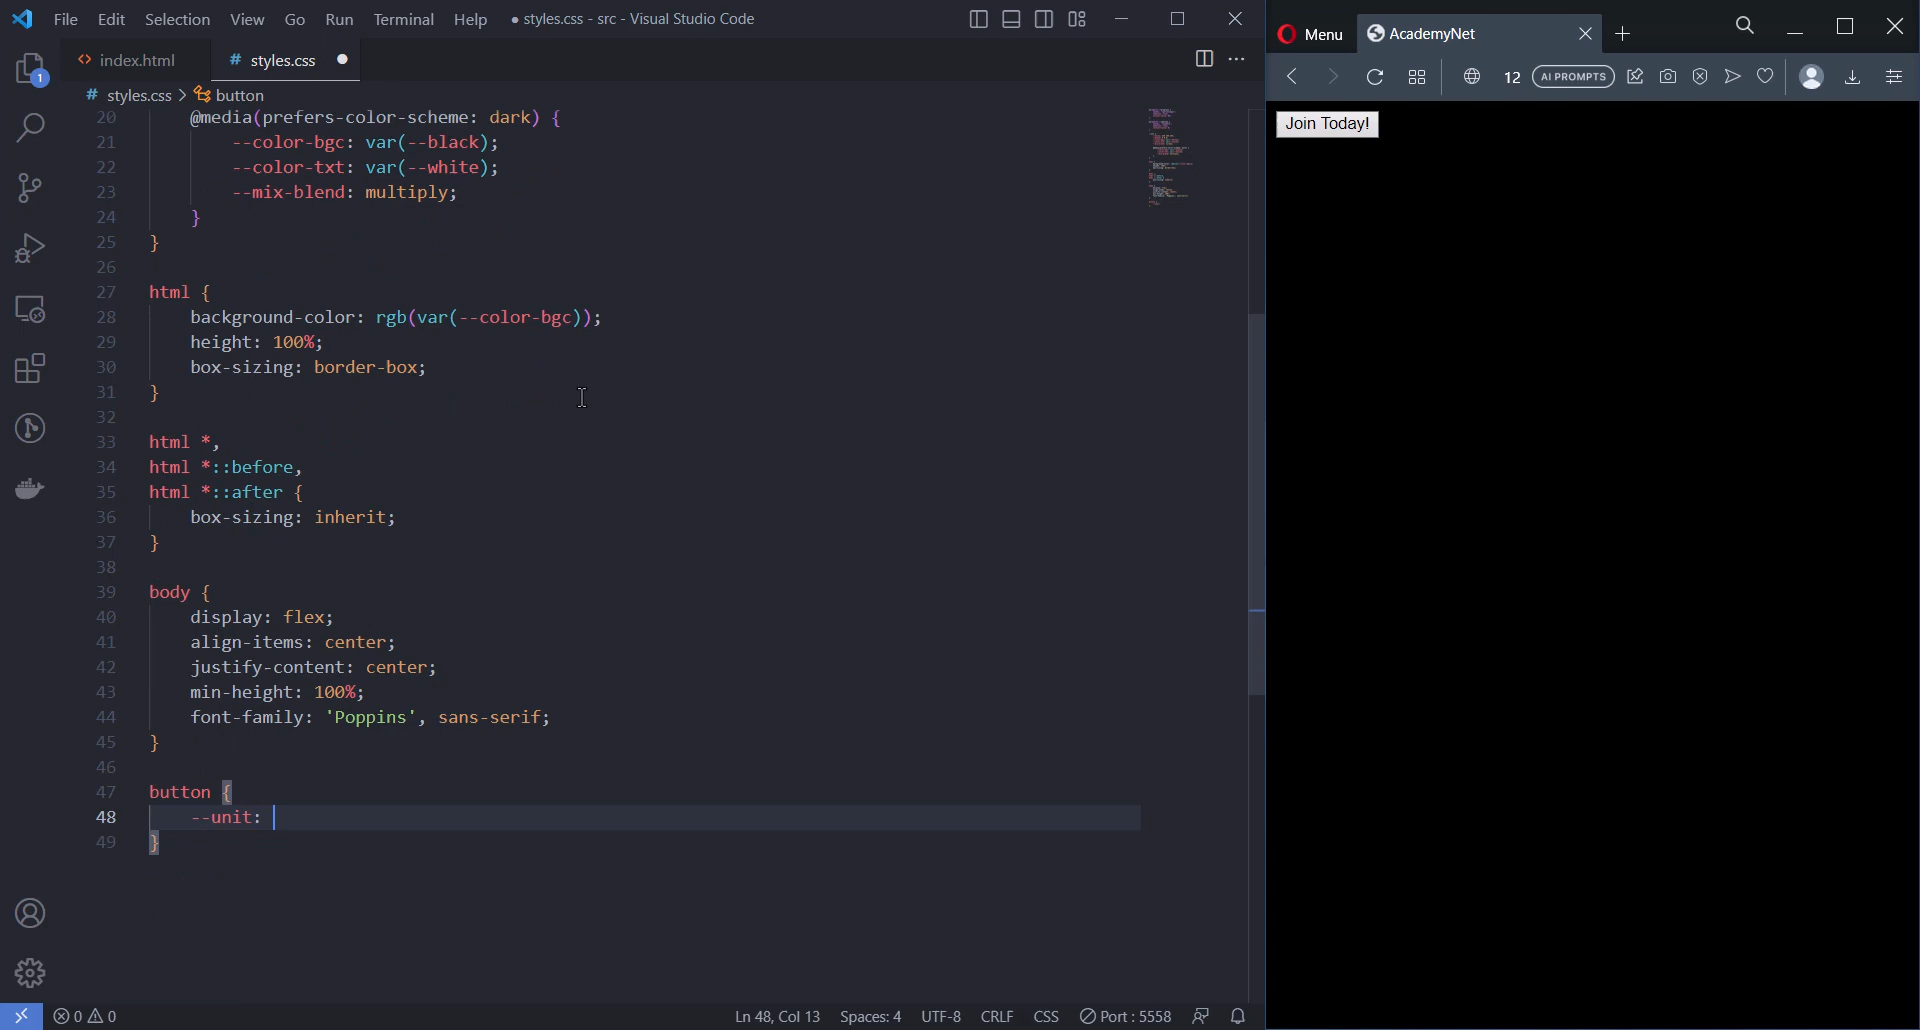 File Edit Selection View Go Run Terminal Help ● styles.css - src - Visual Studio Code
index.html # styles.css ●
# styles.css > button
1
20 @media(prefers-color-scheme: dark) {
21 --color-bgc: var(--black);
22 --color-txt: var(--white);
23 --mix-blend: multiply;
24 }
25 }
26
27 html {
28 background-color: rgb(var(--color-bgc));
29 height: 100%;
30 box-sizing: border-box;
31 }
32
33 html *,
34 html *::before,
35 html *::after {
36 box-sizing: inherit;
37 }
38
39 body {
40 display: flex;
41 align-items: center;
42 justify-content: center;
43 min-height: 100%;
44 font-family: 'Poppins', sans-serif;
45 }
46
47 button {
48 --unit:
49 }
0 0 Ln 48, Col 13 Spaces: 4 UTF-8 CRLF CSS Port : 5558
Menu AcademyNet
12 AI PROMPTS
Join Today!